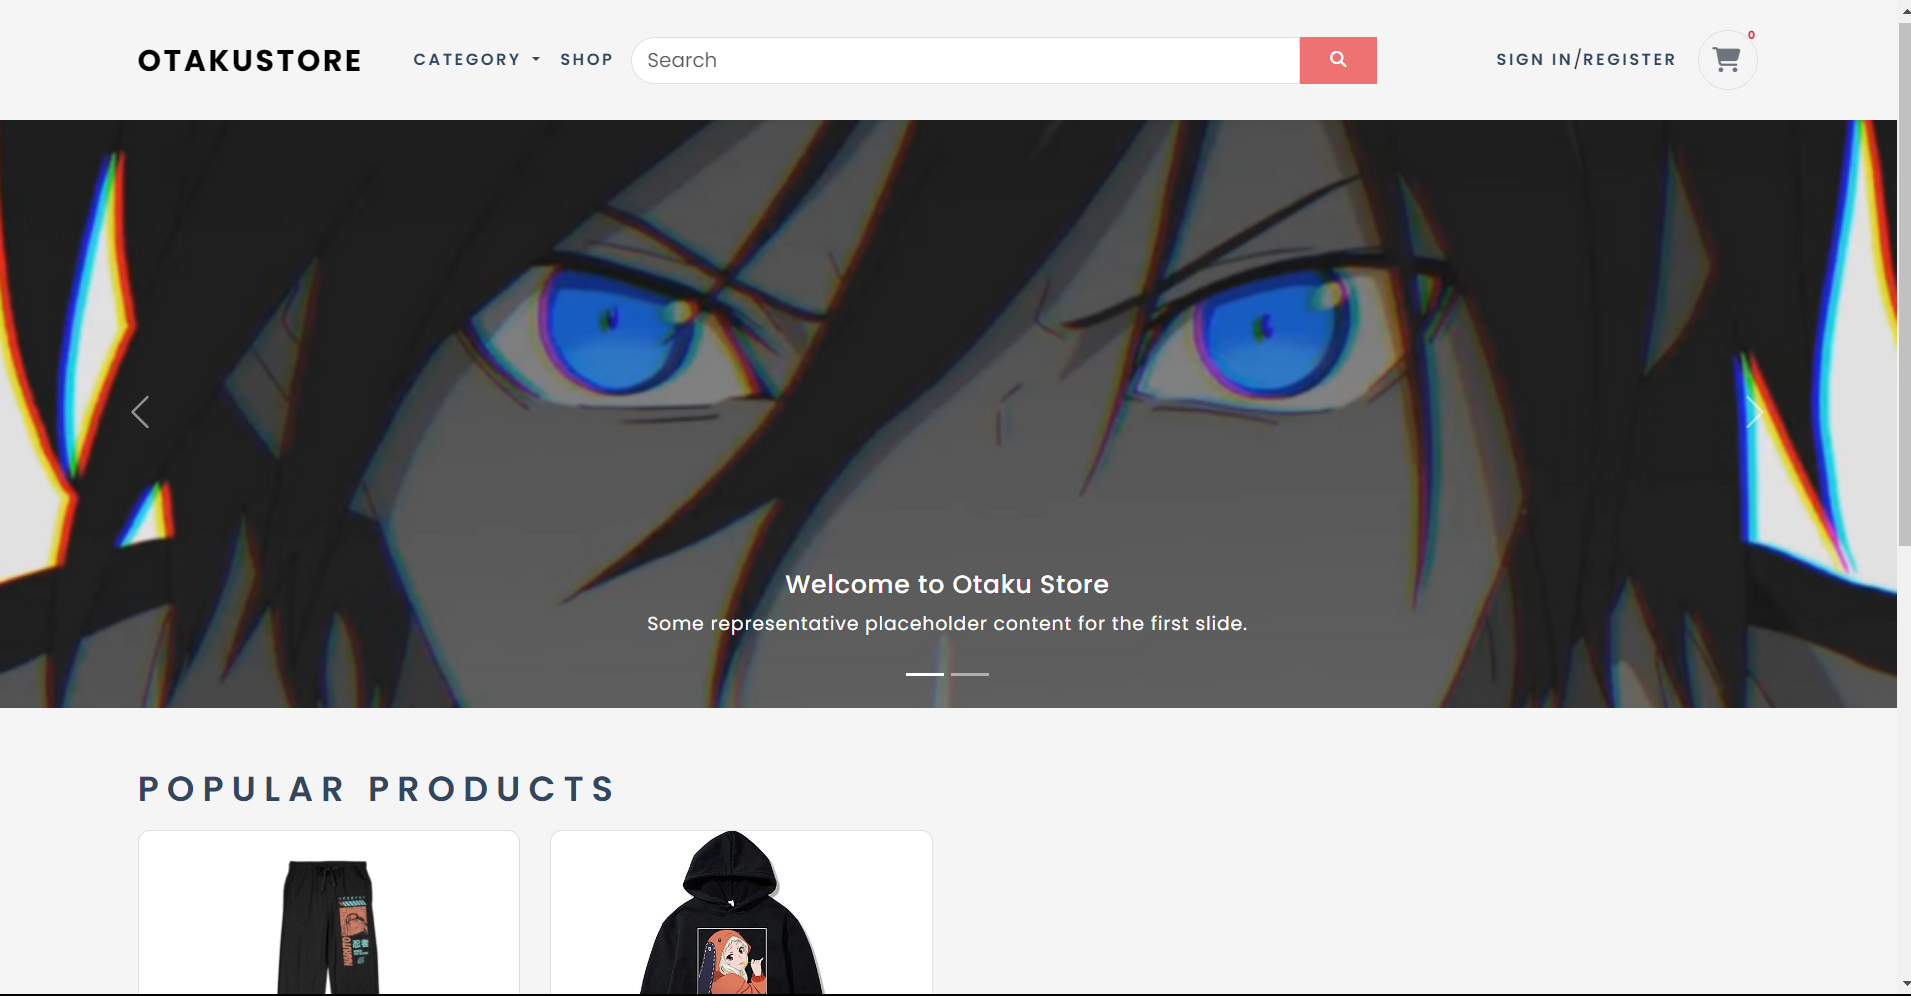 OTAKUSTORE
CATEGORY
SHOP
Search
SIGN IN/REGISTER
0
Welcome to Otaku Store
Some representative placeholder content for the first slide.
POPULAR PRODUCTS
NARUTO